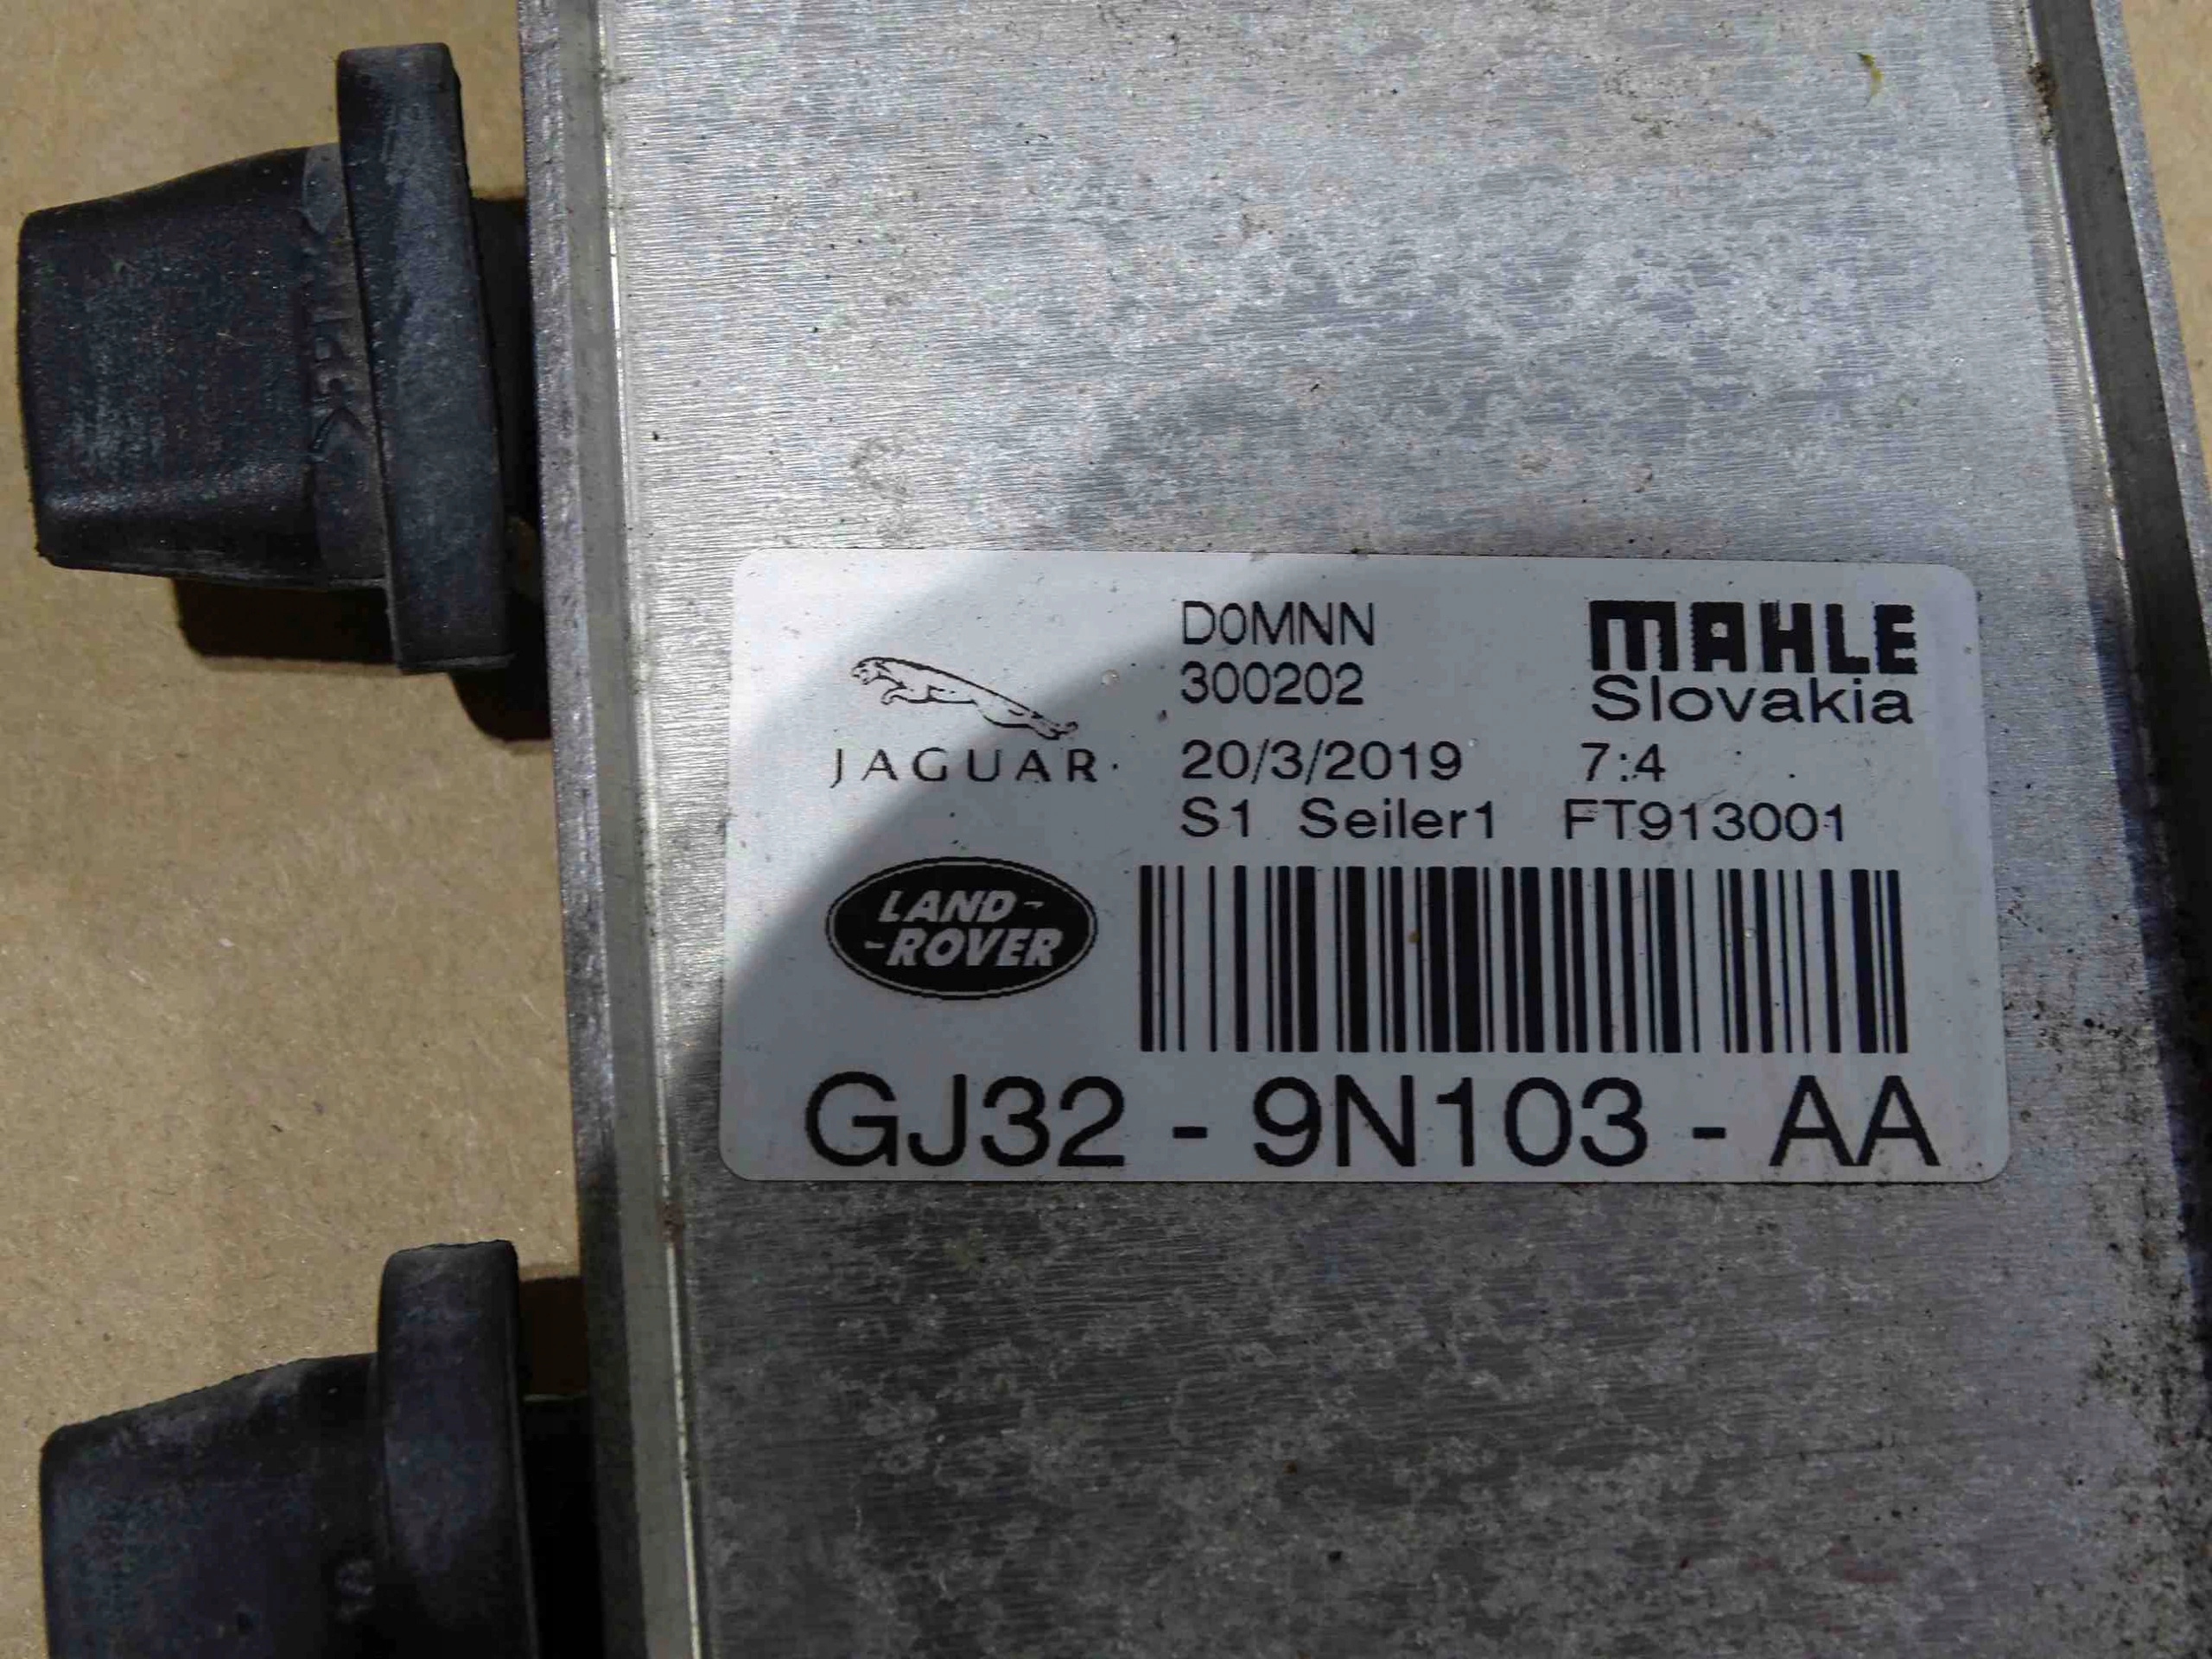 D0MNN
300202
MAHLE
Slovakia
JAGUAR
20/3/2019 7:4
S1 Seiler1 FT913001
LAND-
-ROVER
GJ32 - 9N103 - AA